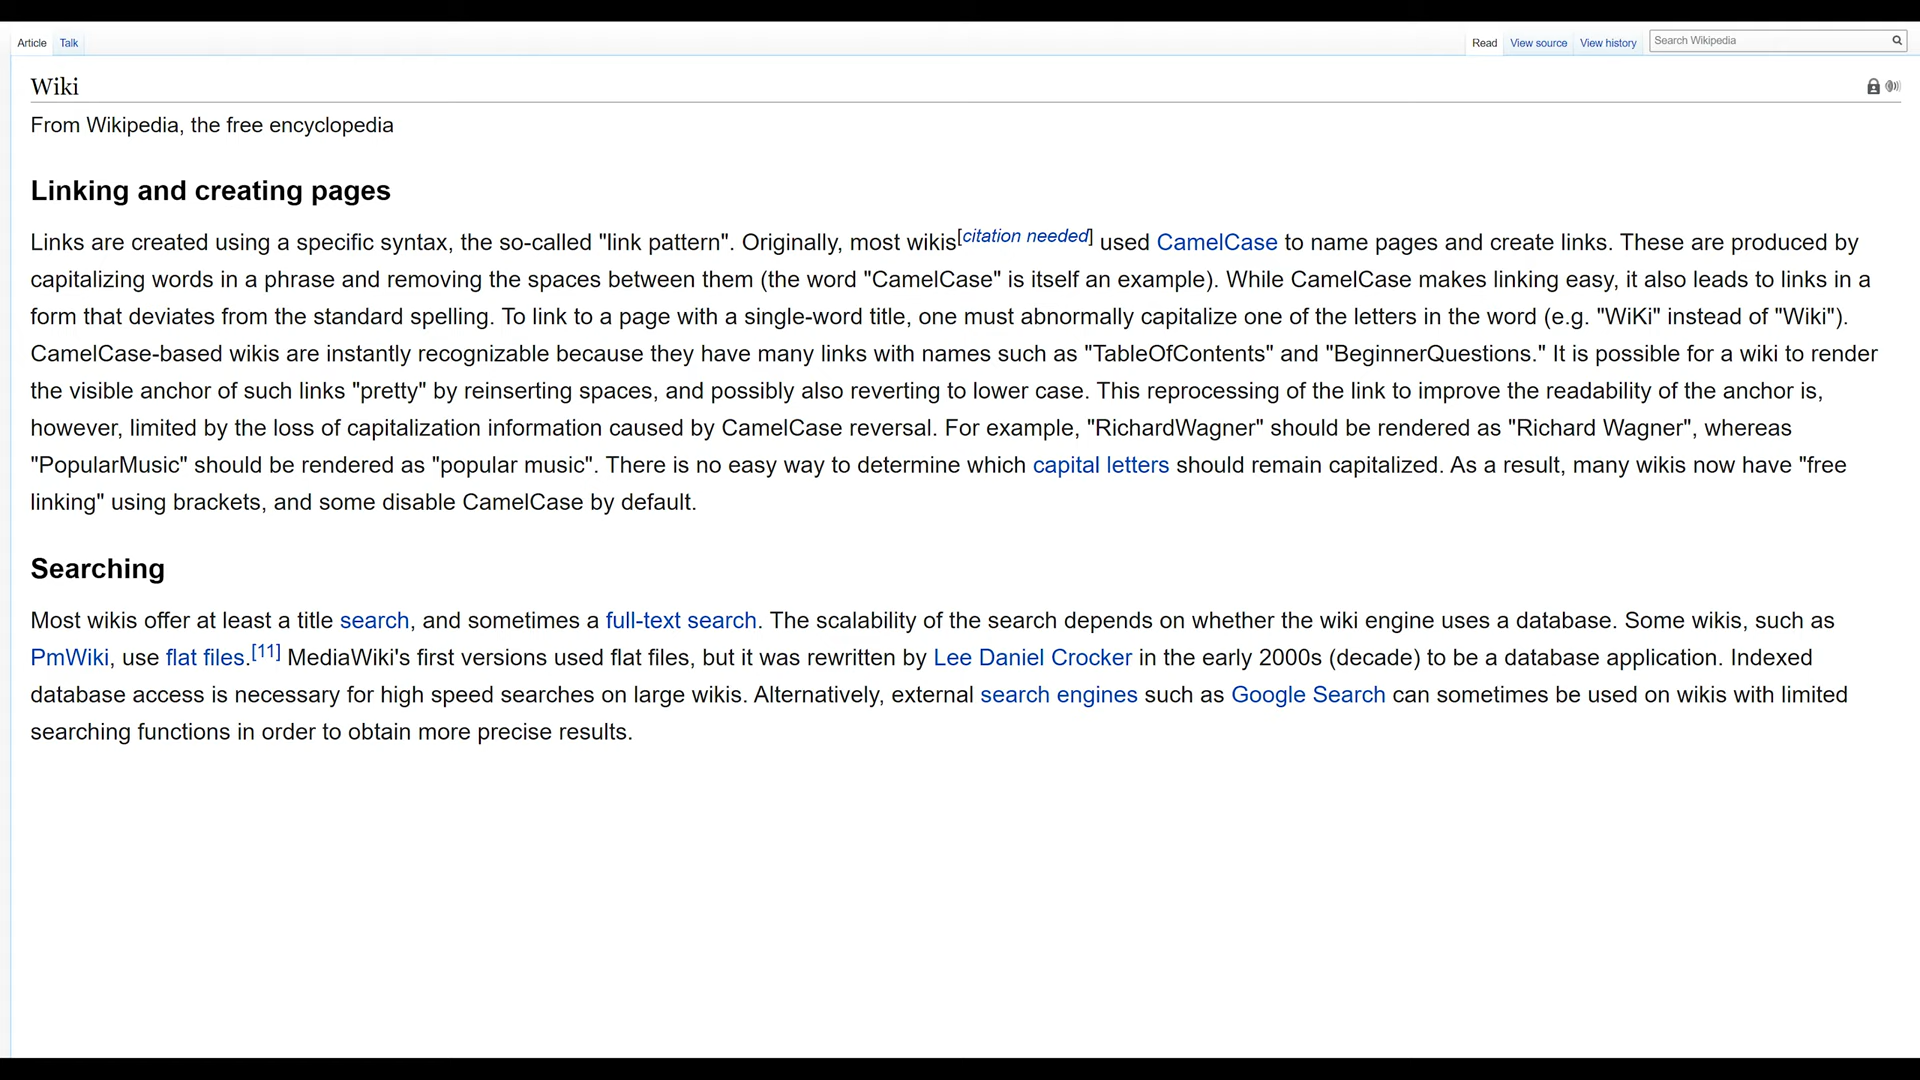 Article Talk Read View source View history Search Wikipedia
Wiki
From Wikipedia, the free encyclopedia
Linking and creating pages
Links are created using a specific syntax, the so-called "link pattern". Originally, most wikis[citation needed] used CamelCase to name pages and create links. These are produced by
capitalizing words in a phrase and removing the spaces between them (the word "CamelCase" is itself an example). While CamelCase makes linking easy, it also leads to links in a
form that deviates from the standard spelling. To link to a page with a single-word title, one must abnormally capitalize one of the letters in the word (e.g. "WiKi" instead of "Wiki").
CamelCase-based wikis are instantly recognizable because they have many links with names such as "TableOfContents" and "BeginnerQuestions." It is possible for a wiki to render
the visible anchor of such links "pretty" by reinserting spaces, and possibly also reverting to lower case. This reprocessing of the link to improve the readability of the anchor is,
however, limited by the loss of capitalization information caused by CamelCase reversal. For example, "RichardWagner" should be rendered as "Richard Wagner", whereas
"PopularMusic" should be rendered as "popular music". There is no easy way to determine which capital letters should remain capitalized. As a result, many wikis now have "free
linking" using brackets, and some disable CamelCase by default.
Searching
Most wikis offer at least a title search, and sometimes a full-text search. The scalability of the search depends on whether the wiki engine uses a database. Some wikis, such as
PmWiki, use flat files.[11] MediaWiki's first versions used flat files, but it was rewritten by Lee Daniel Crocker in the early 2000s (decade) to be a database application. Indexed
database access is necessary for high speed searches on large wikis. Alternatively, external search engines such as Google Search can sometimes be used on wikis with limited
searching functions in order to obtain more precise results.